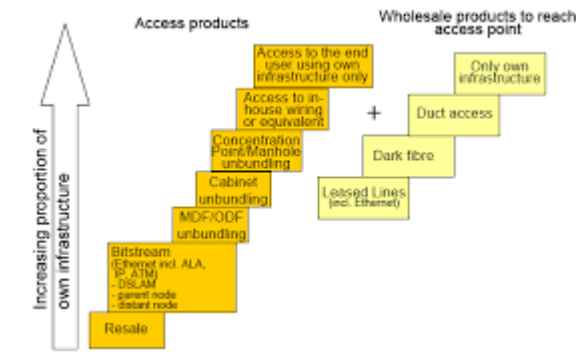 Access products
Wholesale products to reach
access point
Increasing proportion of
own infrastructure
Access to the end
user using own
infrastructure only
Access to in-
house wiring
or equivalent
Concentration
Point/Manhole
unbundling
Cabinet
unbundling
MDF/ODF
unbundling
Bitstream
(Ethernet incl. ALA,
IP, ATM)
- DSLAM
- parent node
- distant node
Resale
+
Only own
infrastructure
Duct access
Dark fibre
Leased Lines
(incl. Ethernet)